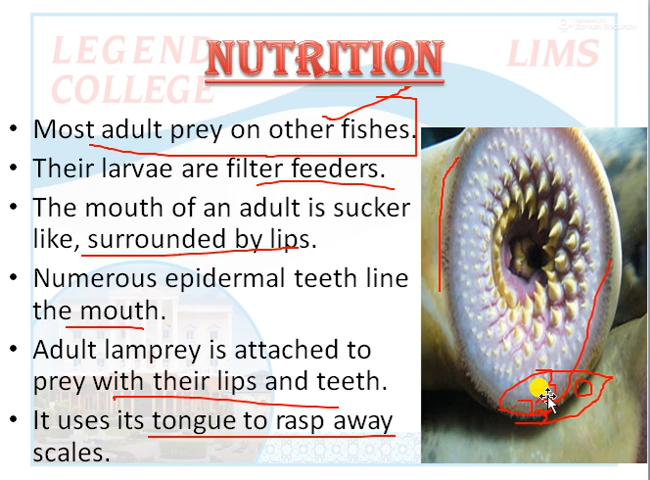 LEGEND LIMS
COLLEGE
NUTRITION
• Most adult prey on other fishes.
• Their larvae are filter feeders.
• The mouth of an adult is sucker
like, surrounded by lips.
• Numerous epidermal teeth line
the mouth.
• Adult lamprey is attached to
prey with their lips and teeth.
• It uses its tongue to rasp away
scales.